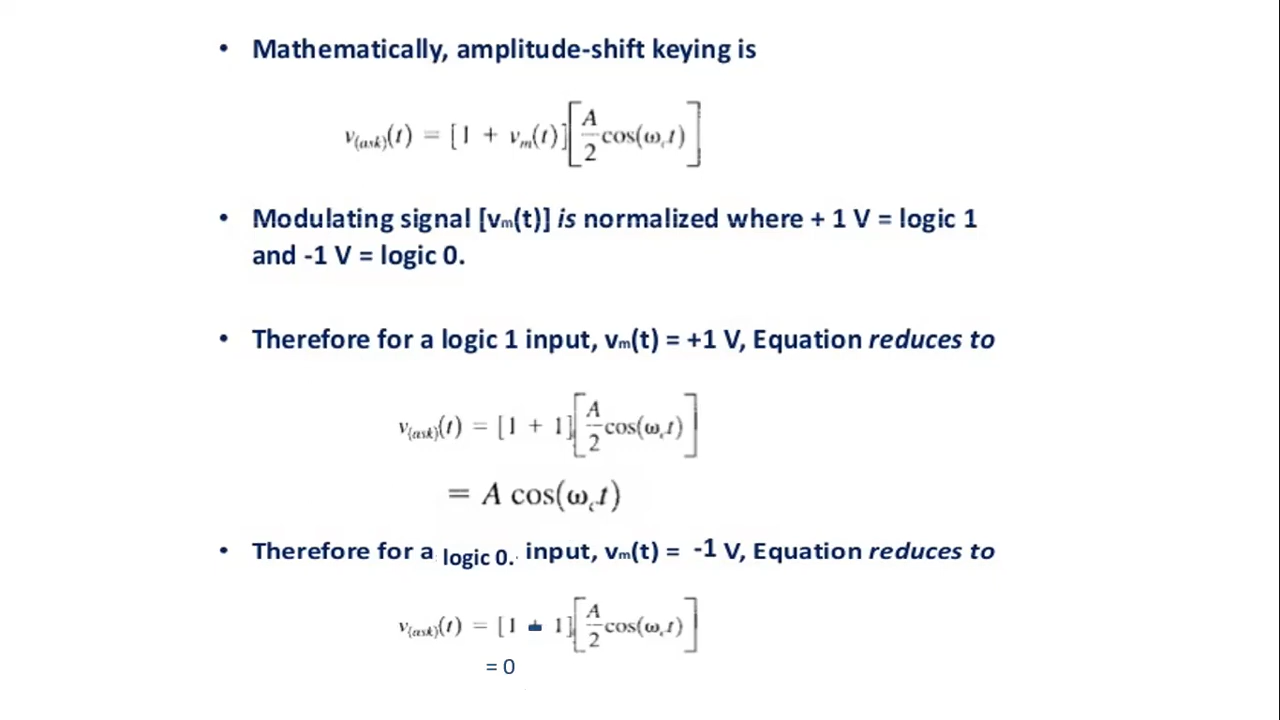 • Mathematically, amplitude-shift keying is
v(ask)(t) = [1 + vm(t)][A/2 cos(ωct)]
• Modulating signal [vm(t)] is normalized where + 1 V = logic 1
and -1 V = logic 0.
• Therefore for a logic 1 input, vm(t) = +1 V, Equation reduces to
v(ask)(t) = [1 + 1][A/2 cos(ωct)]
= A cos(ωct)
• Therefore for a logic 0. input, vm(t) = -1 V, Equation reduces to
v(ask)(t) = [1 - 1][A/2 cos(ωct)]
= 0